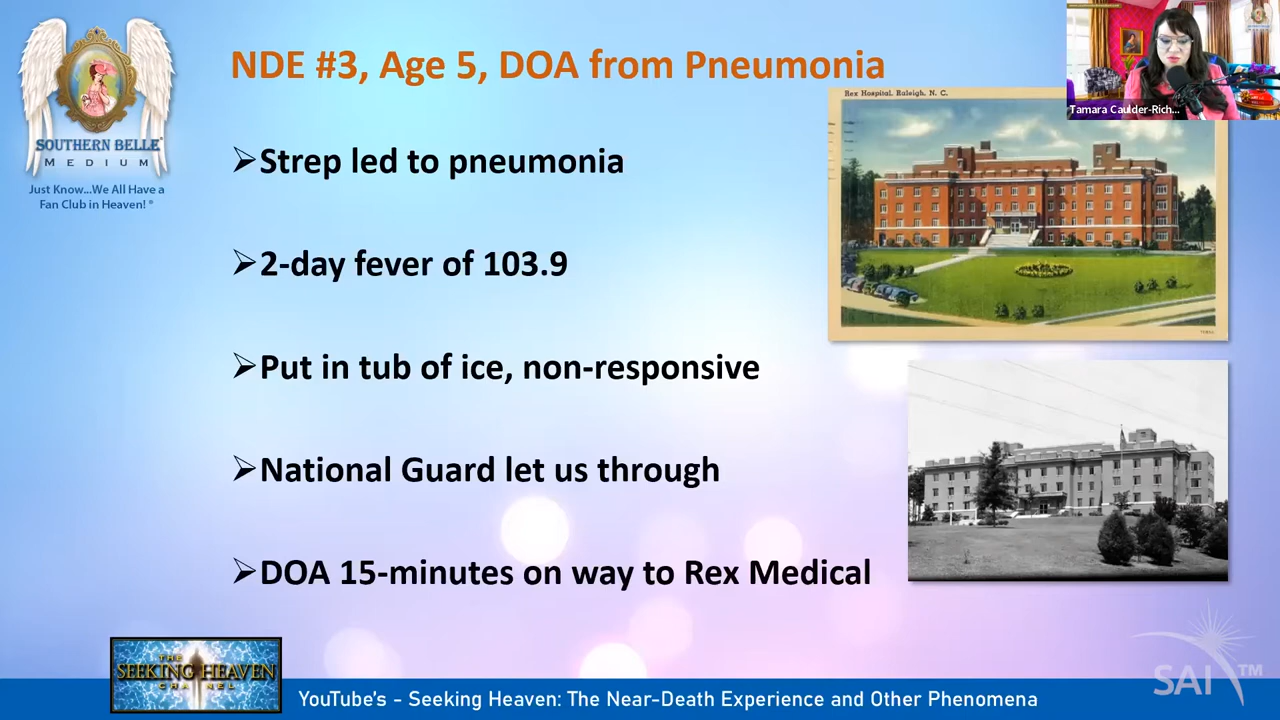 NDE #3, Age 5, DOA from Pneumonia
Tamara Caulder-Rich...
Rex Hospital, Raleigh, N. C.
SOUTHERN BELLE®
MEDIUM
Just Know...We All Have a
Fan Club in Heaven! ®
➢Strep led to pneumonia
➢2-day fever of 103.9
➢Put in tub of ice, non-responsive
➢National Guard let us through
➢DOA 15-minutes on way to Rex Medical
THE
SEEKING HEAVEN
CHANNEL
YouTube's - Seeking Heaven: The Near-Death Experience and Other Phenomena
SAI™